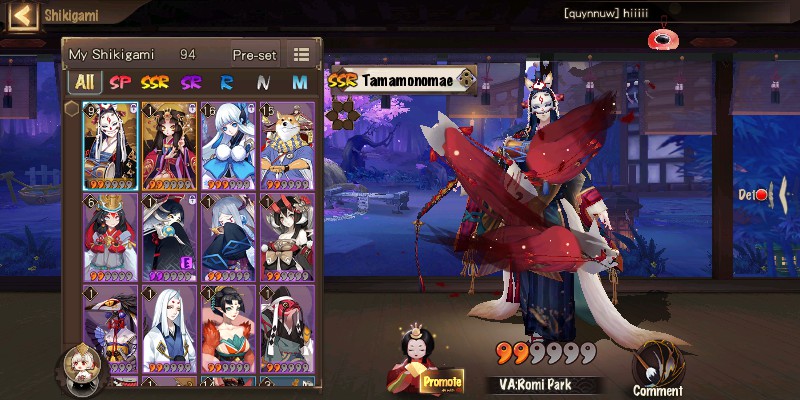 Shikigami
[quynnuw] hiiiii
My Shikigami 94 Pre-set
All SP SSR SR R N M
SSR Tamamonomae
Det
Promote
VA:Romi Park
Comment